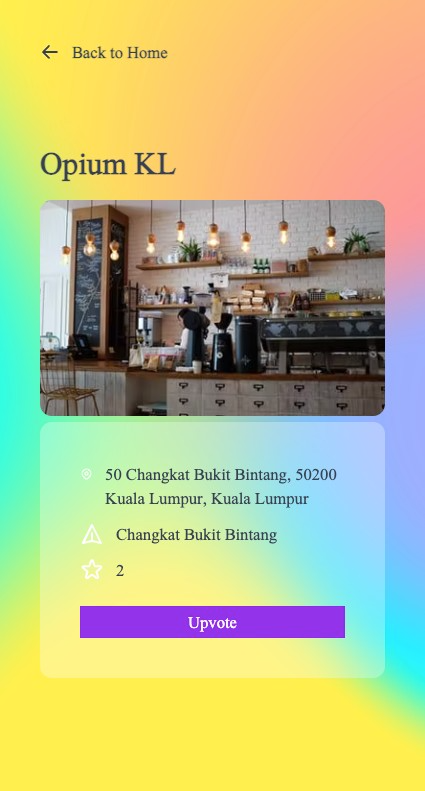 Back to Home
Opium KL
50 Changkat Bukit Bintang, 50200
Kuala Lumpur, Kuala Lumpur
Changkat Bukit Bintang
2
Upvote